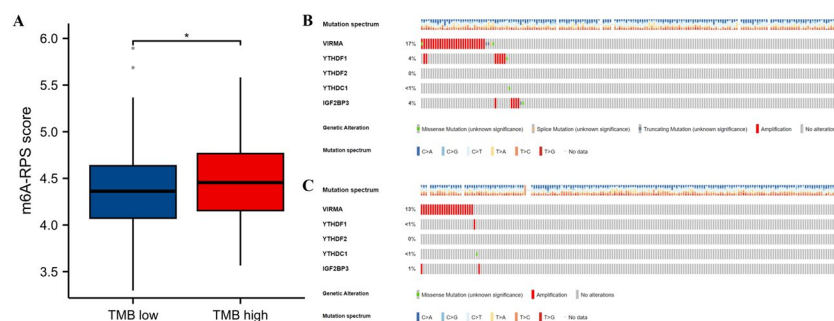 A
m6A-RPS score
6.0
5.5
5.0
4.5
4.0
3.5
*
TMB low
TMB high
B
Mutation spectrum
VIRMA 17%
YTHDF1 4%
YTHDF2 0%
YTHDC1 <1%
IGF2BP3 4%
Genetic Alteration Missense Mutation (unknown significance) Splice Mutation (unknown significance) Truncating Mutation (unknown significance) Amplification No alterations
Mutation spectrum C>A C>G C>T T>A T>C T>G No data
C
Mutation spectrum
VIRMA 13%
YTHDF1 <1%
YTHDF2 0%
YTHDC1 <1%
IGF2BP3 1%
Genetic Alteration Missense Mutation (unknown significance) Amplification No alterations
Mutation spectrum C>A C>G C>T T>A T>C T>G No data